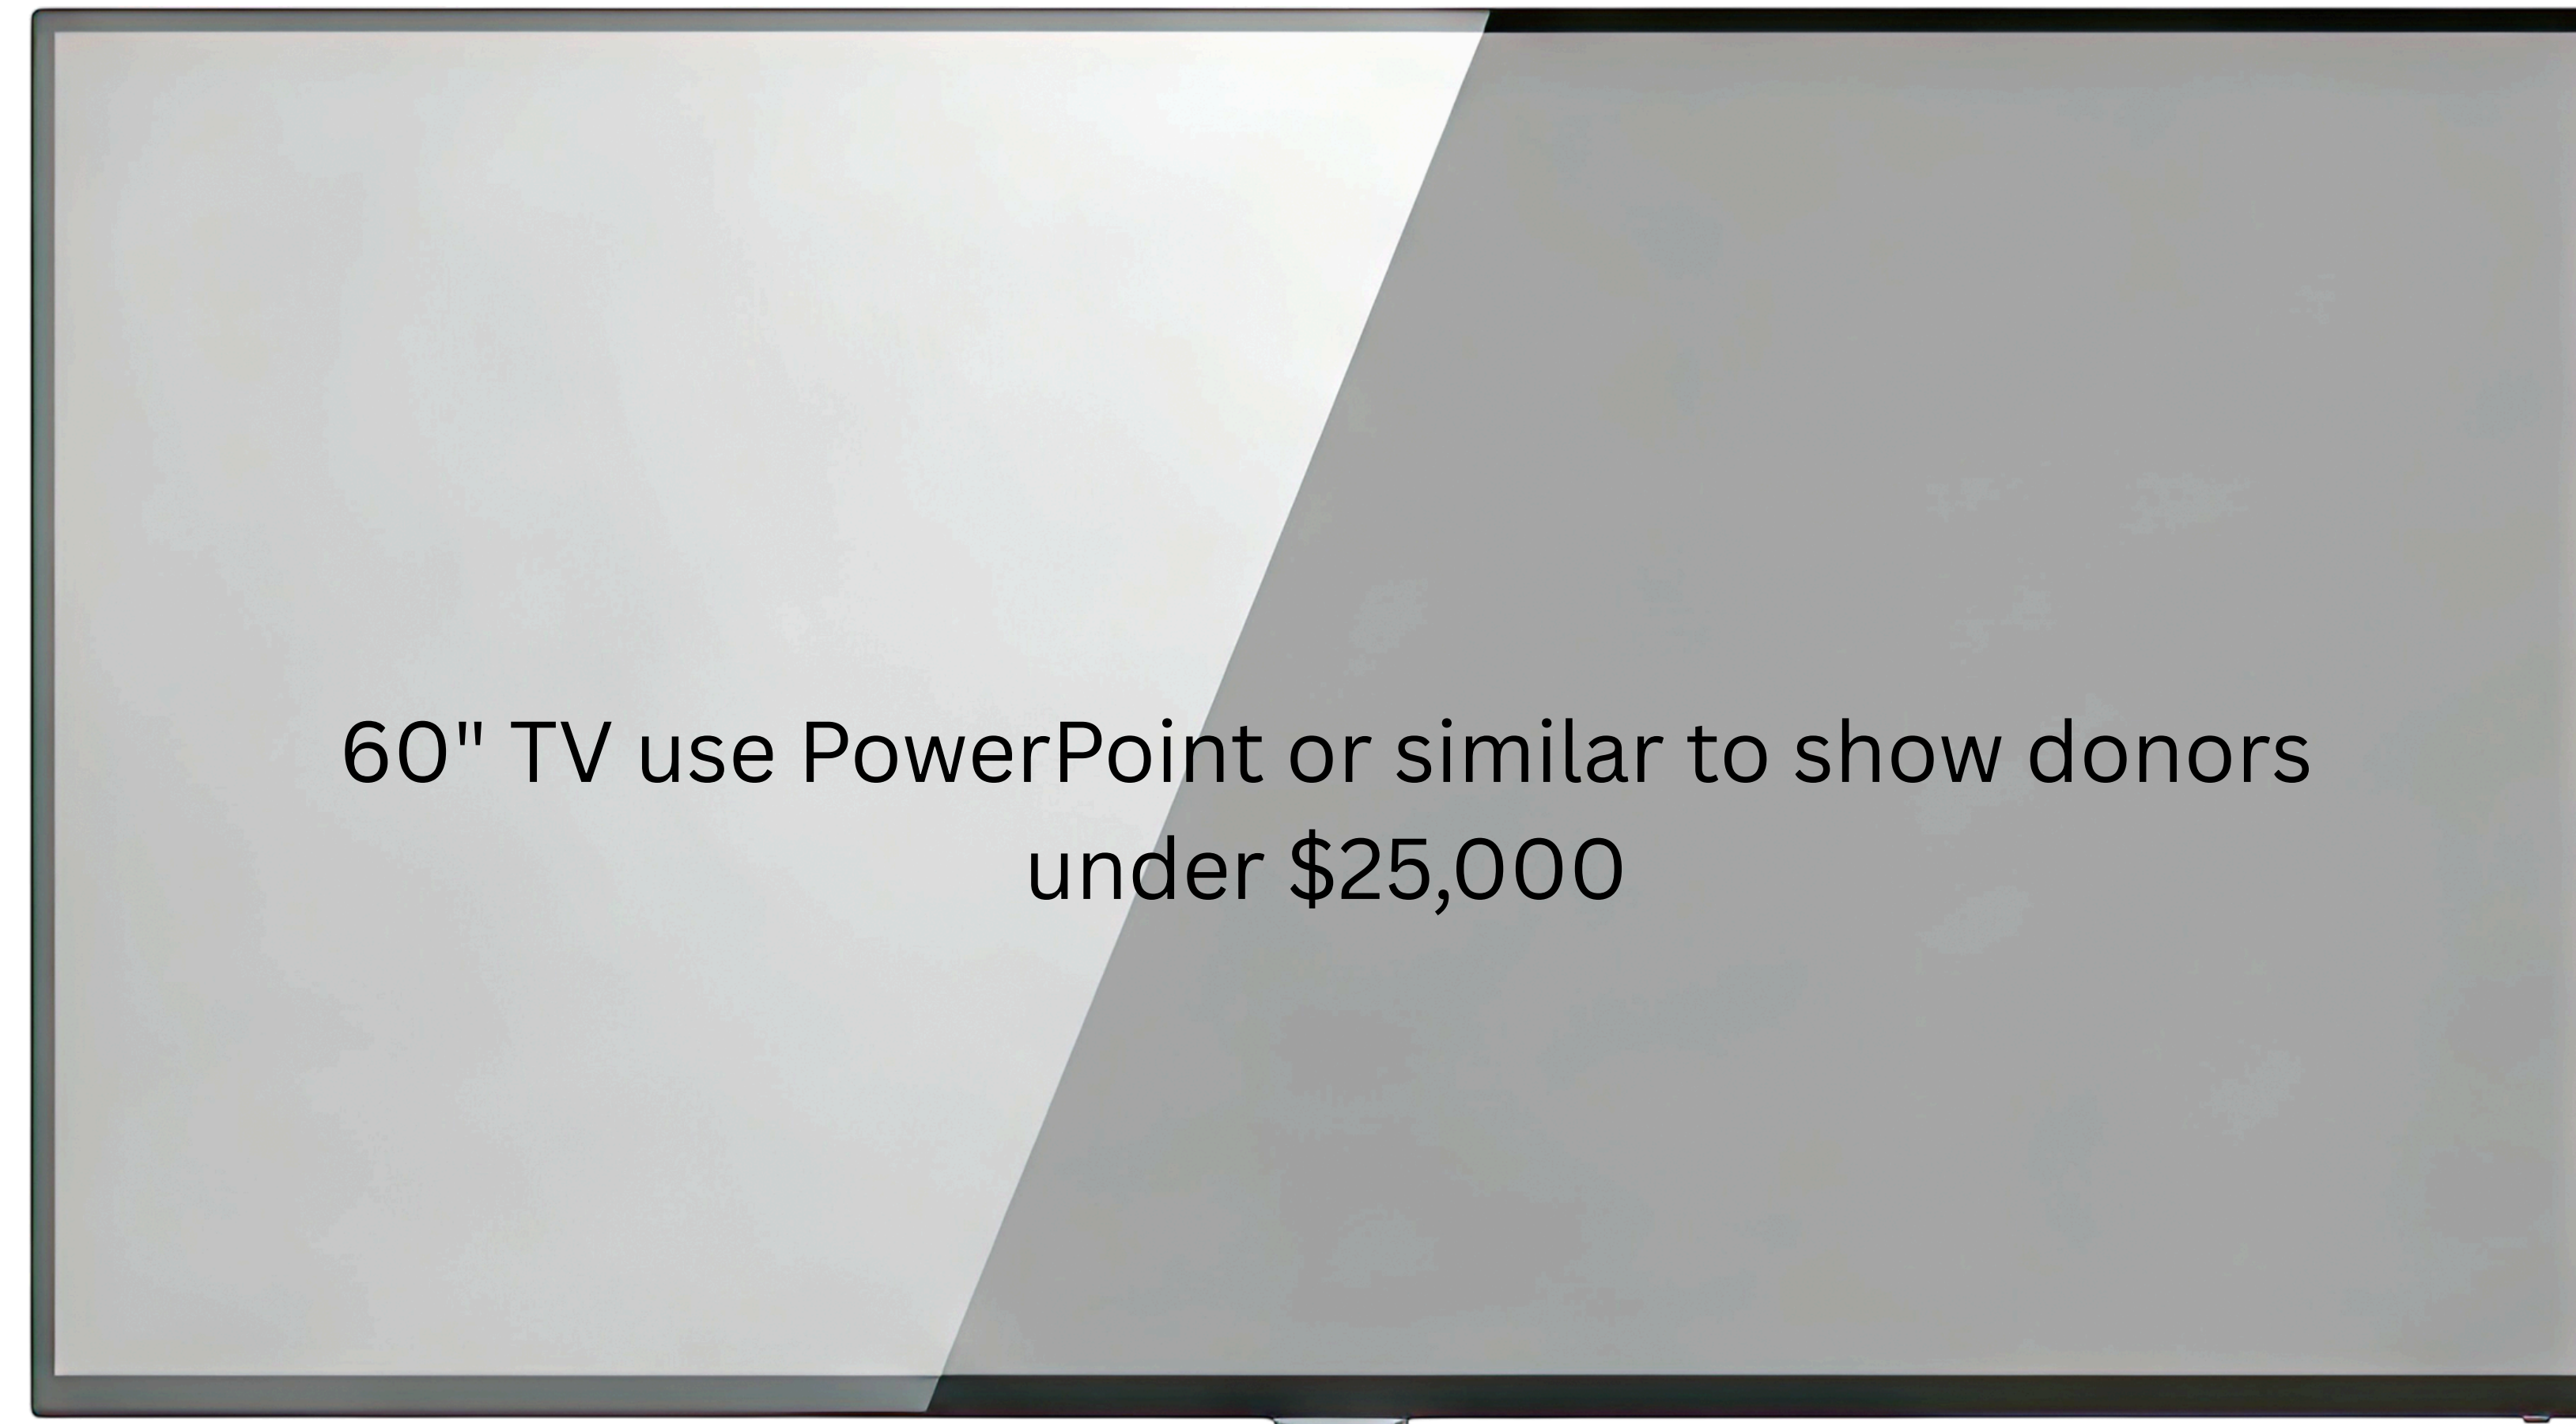 60" TV use PowerPoint or similar to show donors
under $25,000